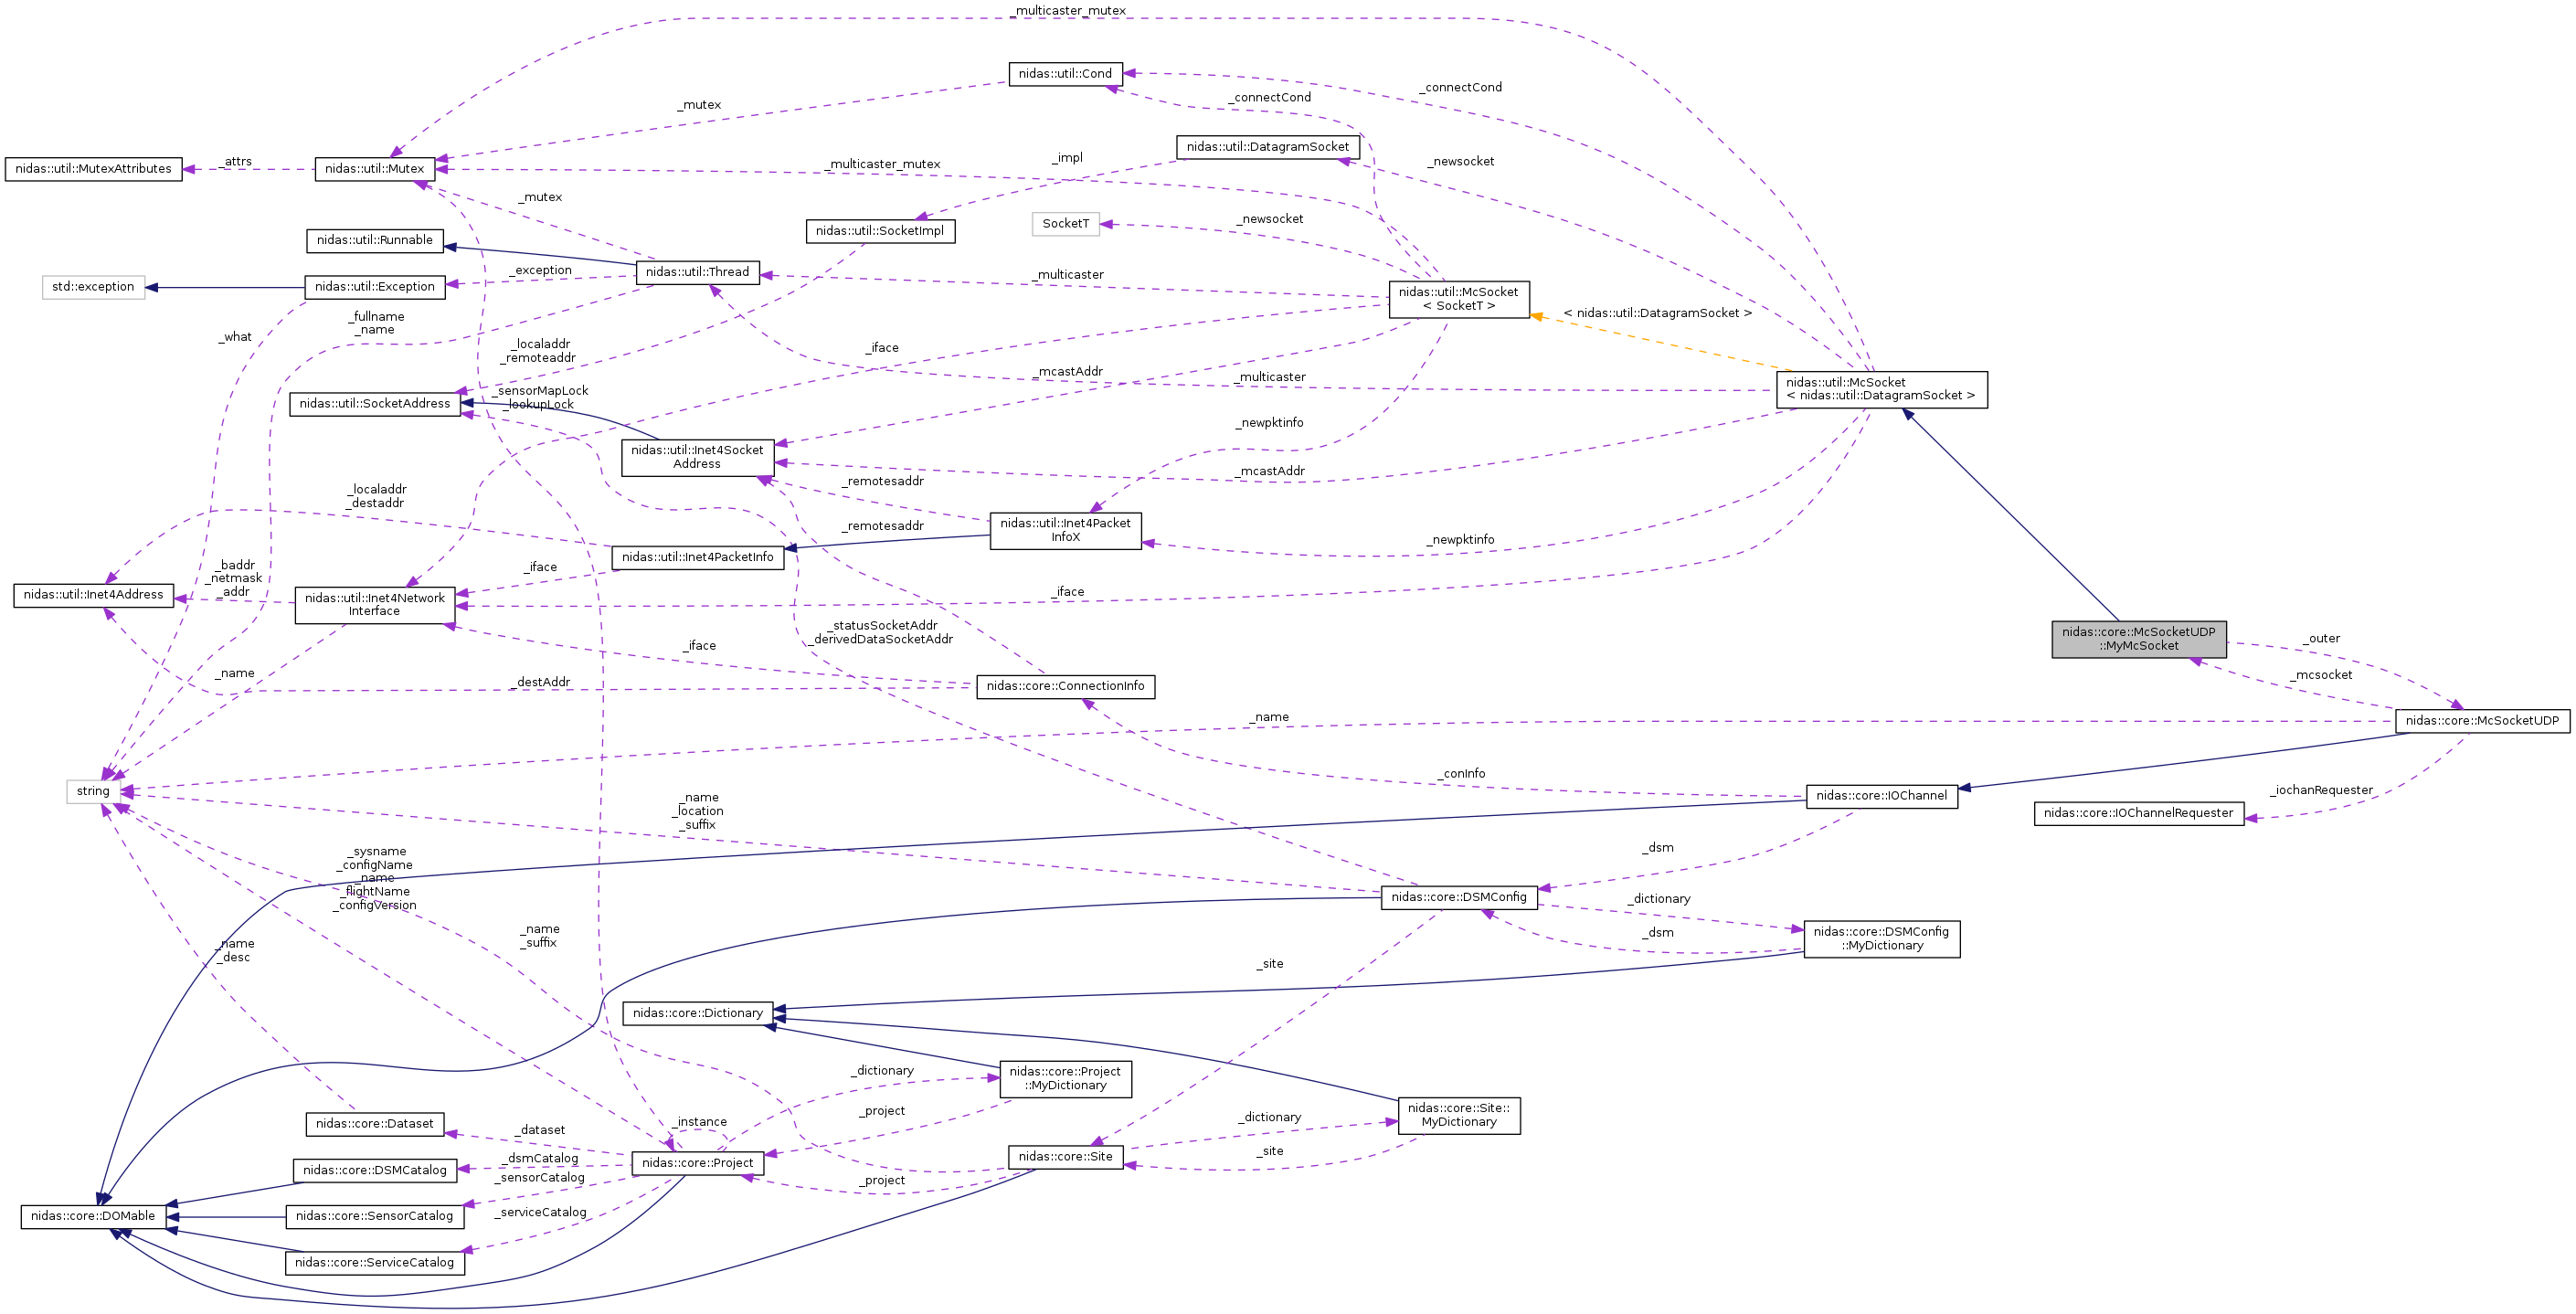 _multicaster_mutex
nidas::util::Cond
_connectCond
_connectCond
_mutex
nidas::util::DatagramSocket
_impl
_newsocket
nidas::util::MutexAttributes
_attrs
nidas::util::Mutex
_multicaster_mutex
_mutex
SocketT
_newsocket
nidas::util::SocketImpl
nidas::util::Runnable
nidas::util::Thread
_exception
_multicaster
std::exception
nidas::util::Exception
nidas::util::McSocket
< SocketT >
< nidas::util::DatagramSocket >
_fullname
_name
_what
_localaddr
_remoteaddr
_iface
_mcastAddr
_multicaster
nidas::util::McSocket
< nidas::util::DatagramSocket >
_sensorMapLock
_lookupLock
nidas::util::SocketAddress
_newpktinfo
nidas::util::Inet4Socket
Address
_mcastAddr
_remotesaddr
_localaddr
_destaddr
_remotesaddr
nidas::util::Inet4Packet
InfoX
_newpktinfo
nidas::util::Inet4PacketInfo
_iface
_baddr
_netmask
_addr
nidas::util::Inet4Address
nidas::util::Inet4Network
Interface
_iface
_statusSocketAddr
_derivedDataSocketAddr
nidas::core::McSocketUDP
::MyMcSocket
_outer
_iface
_name
_destAddr
nidas::core::ConnectionInfo
_mcsocket
_name
nidas::core::McSocketUDP
_conInfo
string
_name
_location
_suffix
nidas::core::IOChannel
_iochanRequester
nidas::core::IOChannelRequester
_sysname
_configName
_name
_flightName
_configVersion
_dsm
nidas::core::DSMConfig
_dictionary
_name
_suffix
_name
_desc
_dsm
nidas::core::DSMConfig
::MyDictionary
_site
nidas::core::Dictionary
_dictionary
nidas::core::Project
::MyDictionary
_project
nidas::core::Dataset
_dataset
_instance
_dictionary
nidas::core::Site::
MyDictionary
_dsmCatalog
nidas::core::DSMCatalog
nidas::core::Project
nidas::core::Site
_site
_sensorCatalog
_project
nidas::core::DOMable
nidas::core::SensorCatalog
_serviceCatalog
nidas::core::ServiceCatalog